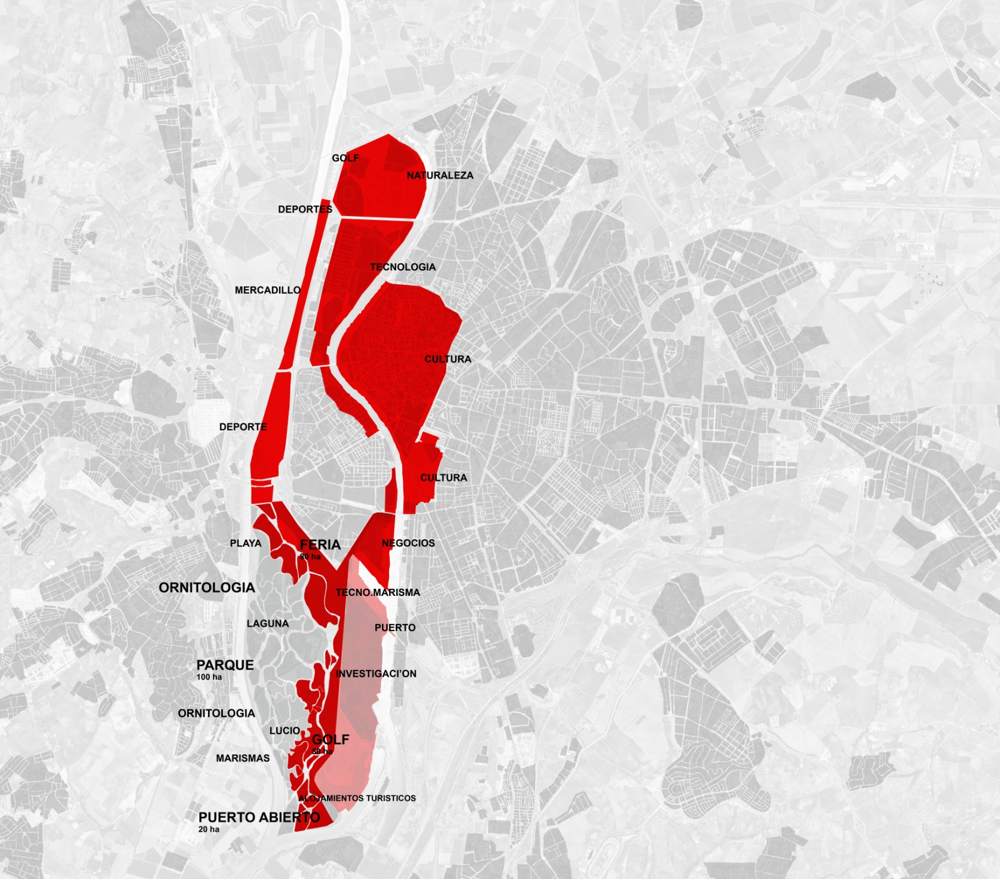 GOLF
NATURALEZA
DEPORTES
TECNOLOGIA
MERCADILLO
CULTURA
DEPORTE
CULTURA
PLAYA
FERIA
80 ha
NEGOCIOS
ORNITOLOGIA
TECNO.MARISMA
LAGUNA
PUERTO
PARQUE
100 ha
INVESTIGACI'ON
ORNITOLOGIA
LUCIO
GOLF
50 ha
MARISMAS
ALOJAMIENTOS TURISTICOS
PUERTO ABIERTO
20 ha